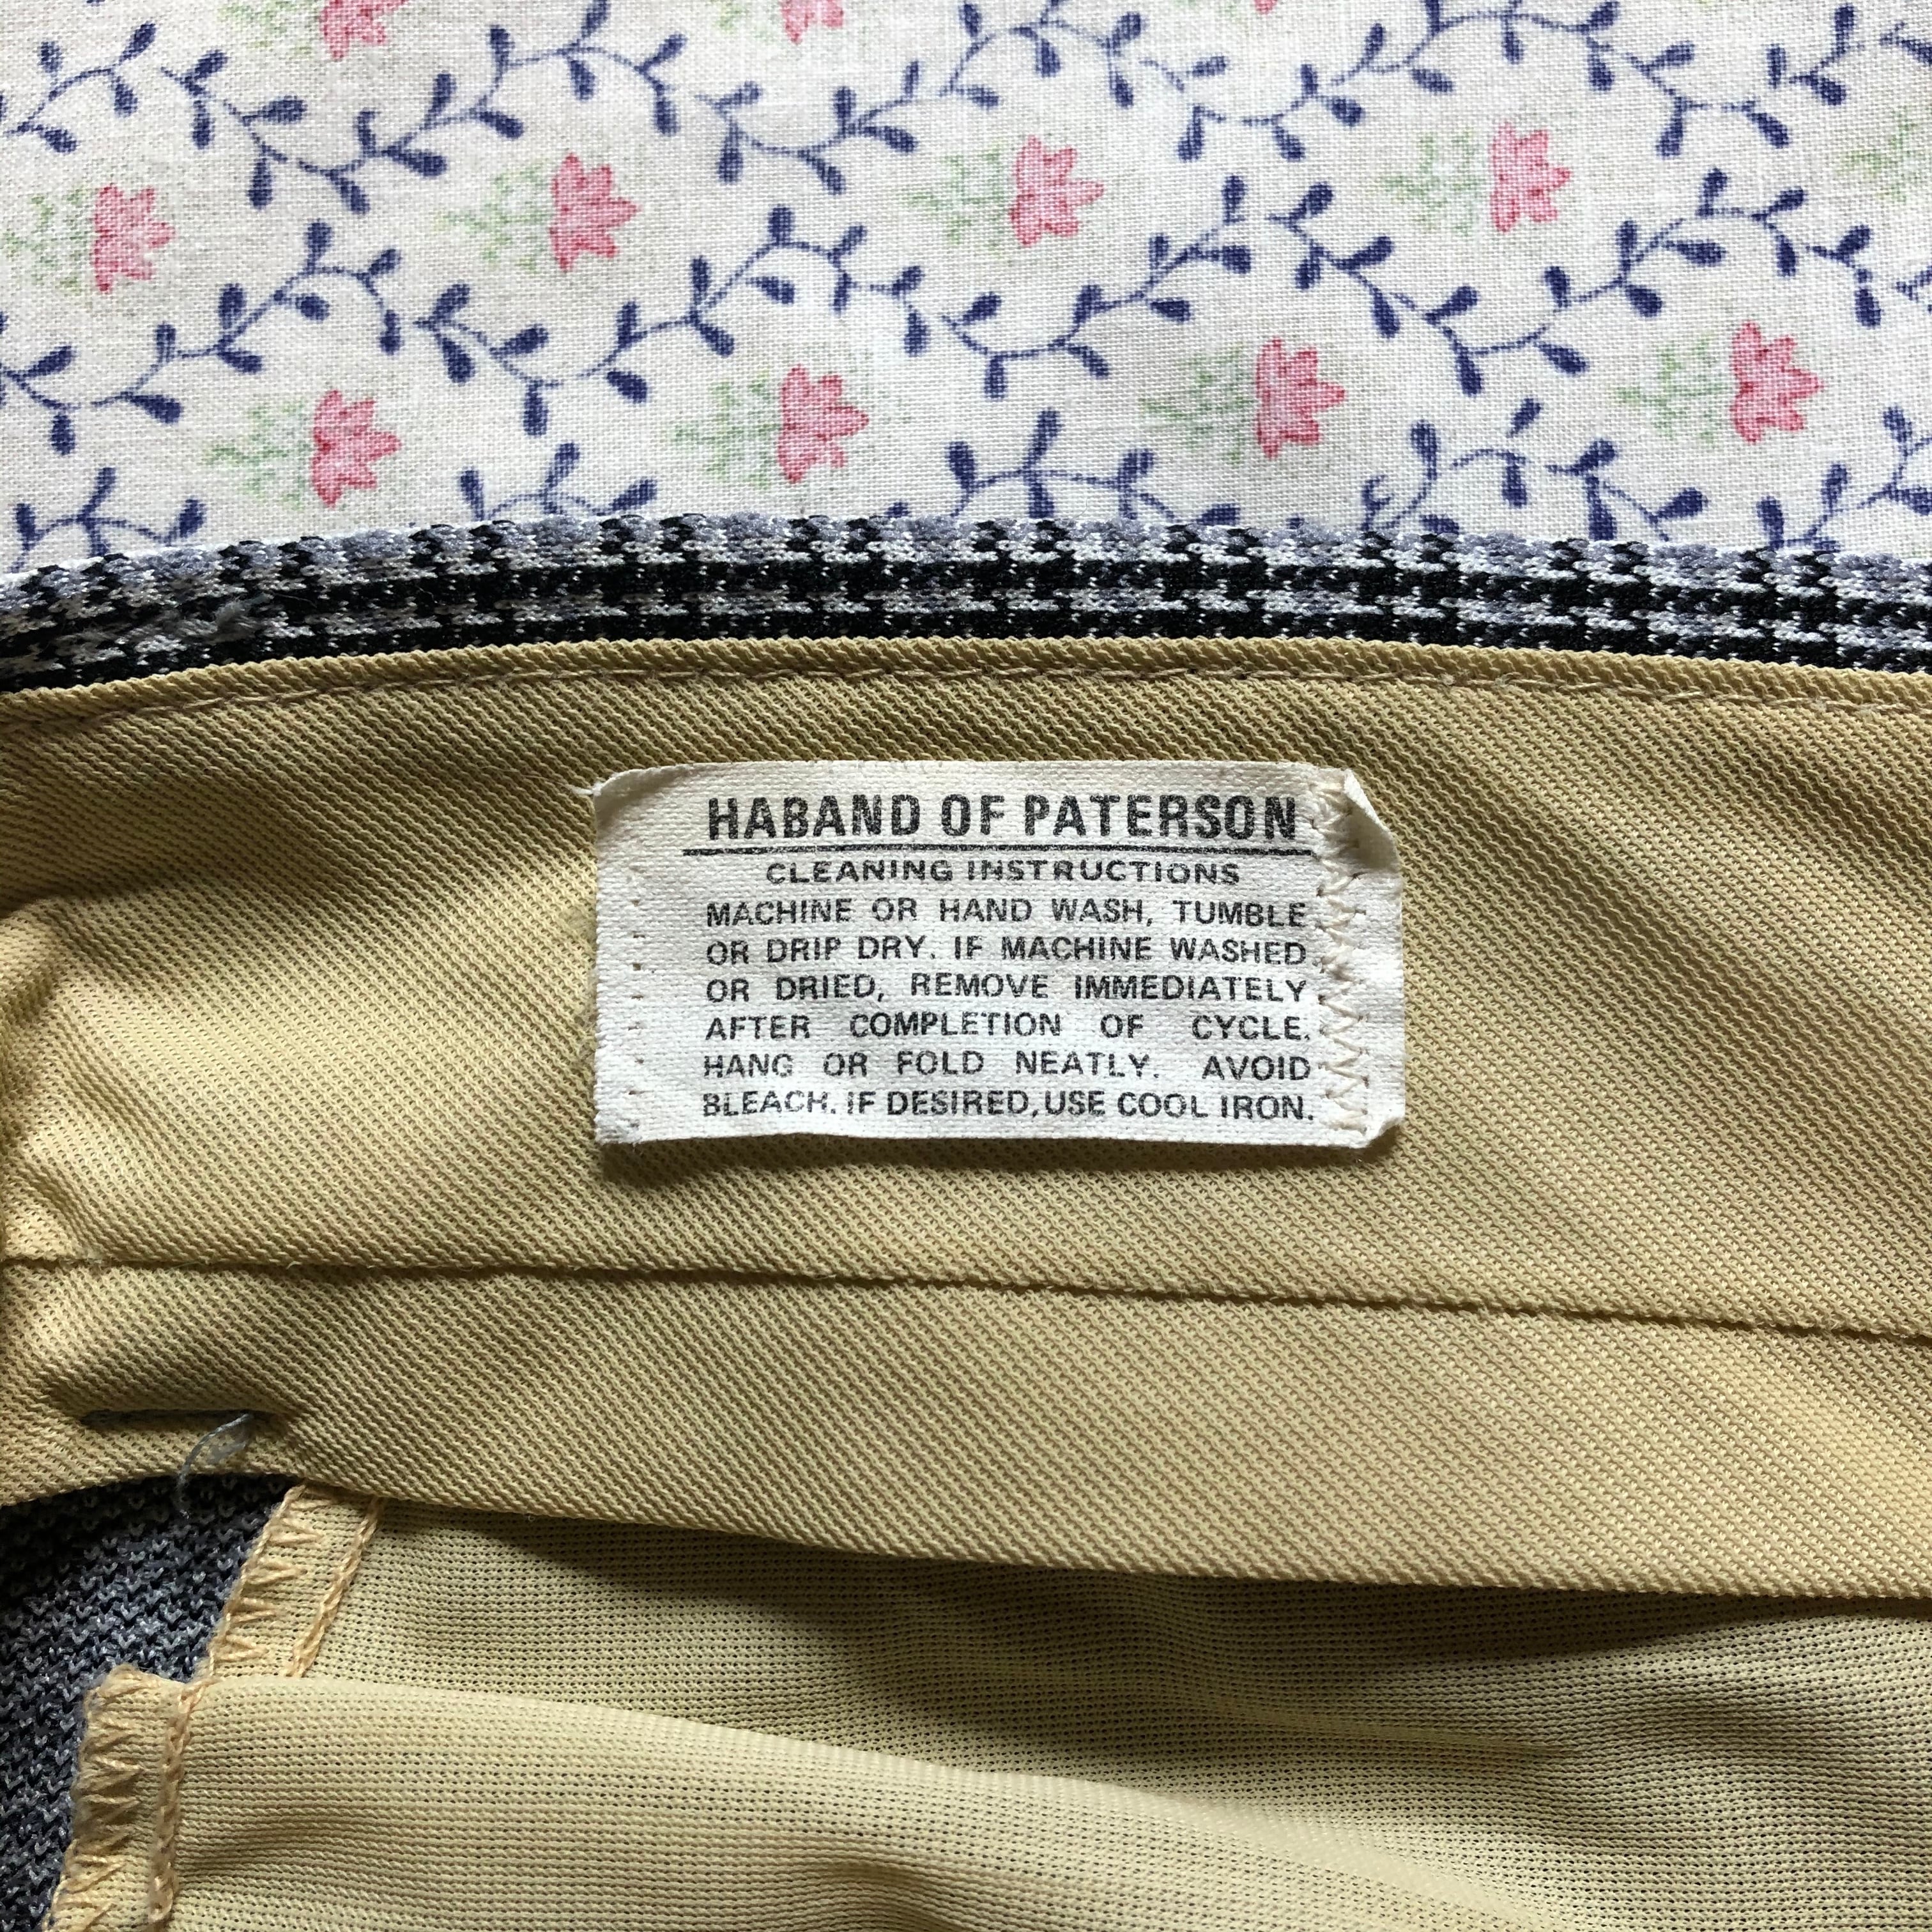 HABAND OF PATERSON
CLEANING INSTRUCTIONS
MACHINE OR HAND WASH, TUMBLE
OR DRIP DRY. IF MACHINE WASHED
OR DRIED, REMOVE IMMEDIATELY
AFTER COMPLETION OF CYCLE.
HANG OR FOLD NEATLY. AVOID
BLEACH. IF DESIRED, USE COOL IRON.